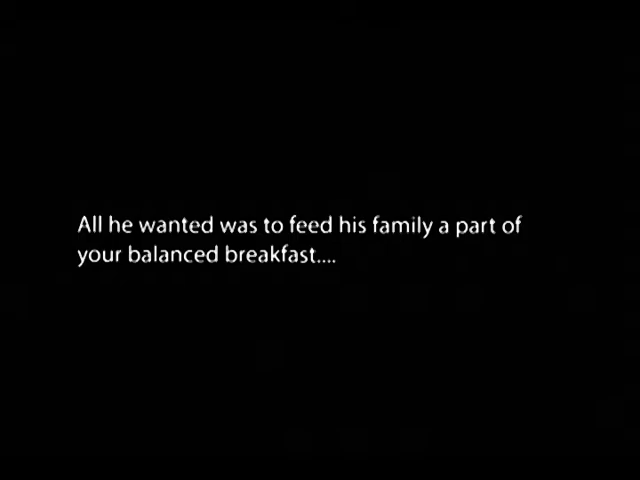 All he wanted was to feed his family a part of
your balanced breakfast....